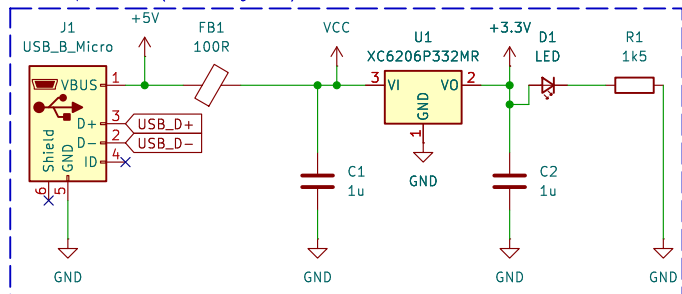 J1
USB_B_Micro
+5V
FB1
100R
VCC
U1
XC6206P332MR
+3.3V
D1
LED
R1
1k5
VBUS
1
D+
3
USB_D+
D-
2
USB_D-
ID
4
Shield
GND
6
5
3
VI
VO
2
GND
1
GND
C1
1u
C2
1u
GND
GND
GND
GND